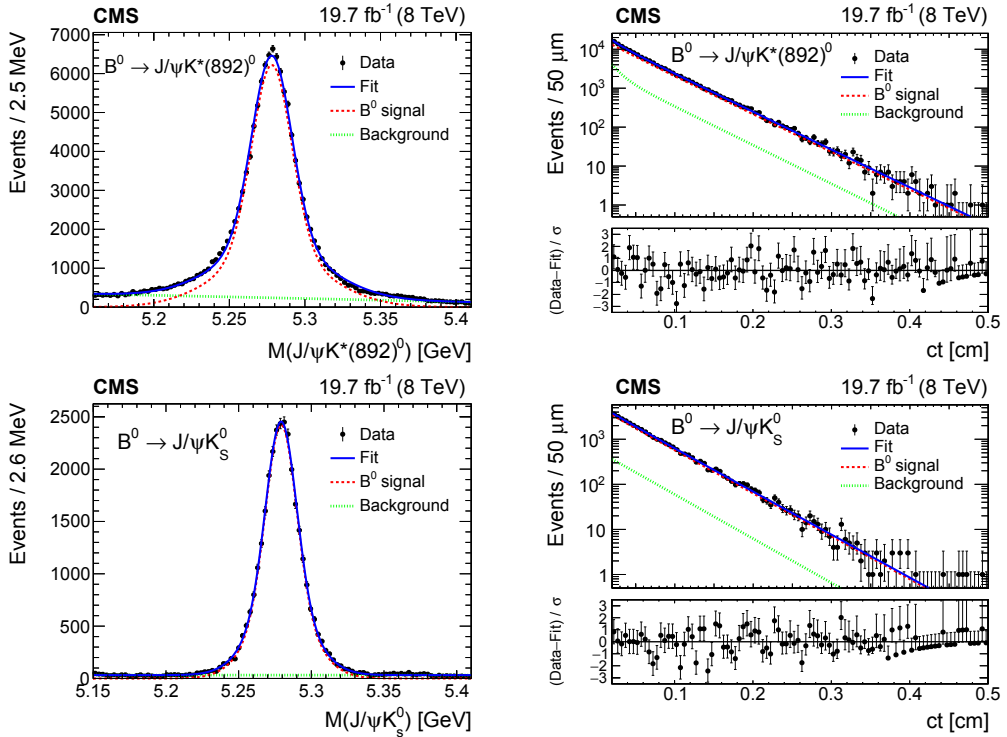 CMS 19.7 fb⁻¹ (8 TeV)
Events / 2.5 MeV
7000
6000
5000
4000
3000
2000
1000
0
B⁰ → J/ψK*(892)⁰
Data
Fit
B⁰ signal
Background
5.2 5.25 5.3 5.35 5.4
M(J/ψK*(892)⁰) [GeV]
CMS 19.7 fb⁻¹ (8 TeV)
Events / 50 μm
10⁴
10³
10²
10
1
B⁰ → J/ψK*(892)⁰
Data
Fit
B⁰ signal
Background
(Data−Fit) / σ
3
2
1
0
−1
−2
−3
0.1 0.2 0.3 0.4 0.5
ct [cm]
CMS 19.7 fb⁻¹ (8 TeV)
Events / 2.6 MeV
2500
2000
1500
1000
500
0
B⁰ → J/ψK⁰_S
Data
Fit
B⁰ signal
Background
5.15 5.2 5.25 5.3 5.35 5.4
M(J/ψK⁰_s) [GeV]
CMS 19.7 fb⁻¹ (8 TeV)
Events / 50 μm
10³
10²
10
1
B⁰ → J/ψK⁰_S
Data
Fit
B⁰ signal
Background
(Data−Fit) / σ
3
2
1
0
−1
−2
−3
0.1 0.2 0.3 0.4 0.5
ct [cm]